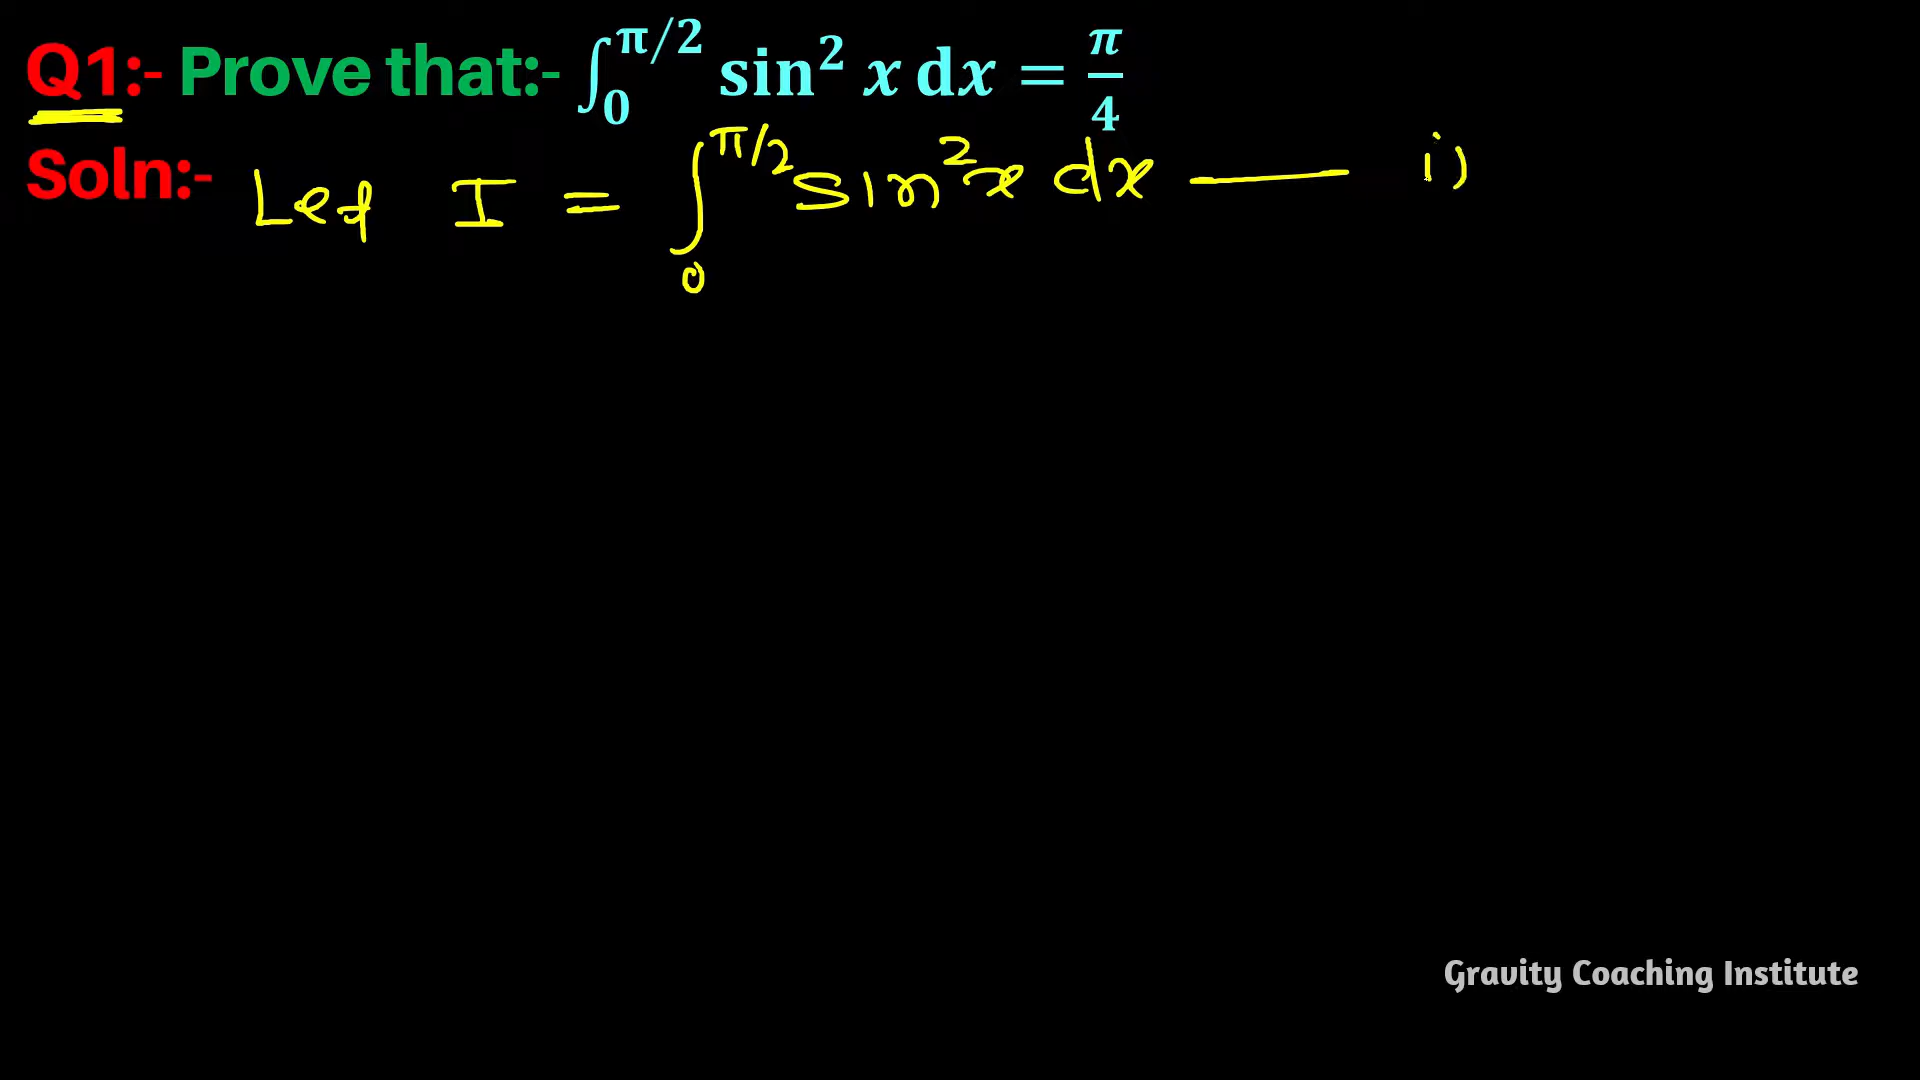 Q1:- Prove that:- ∫₀^{π/2} sin² x dx = π/4
Soln:- Let I = ∫₀^{π/2} sin²x dx —— i)
Gravity Coaching Institute